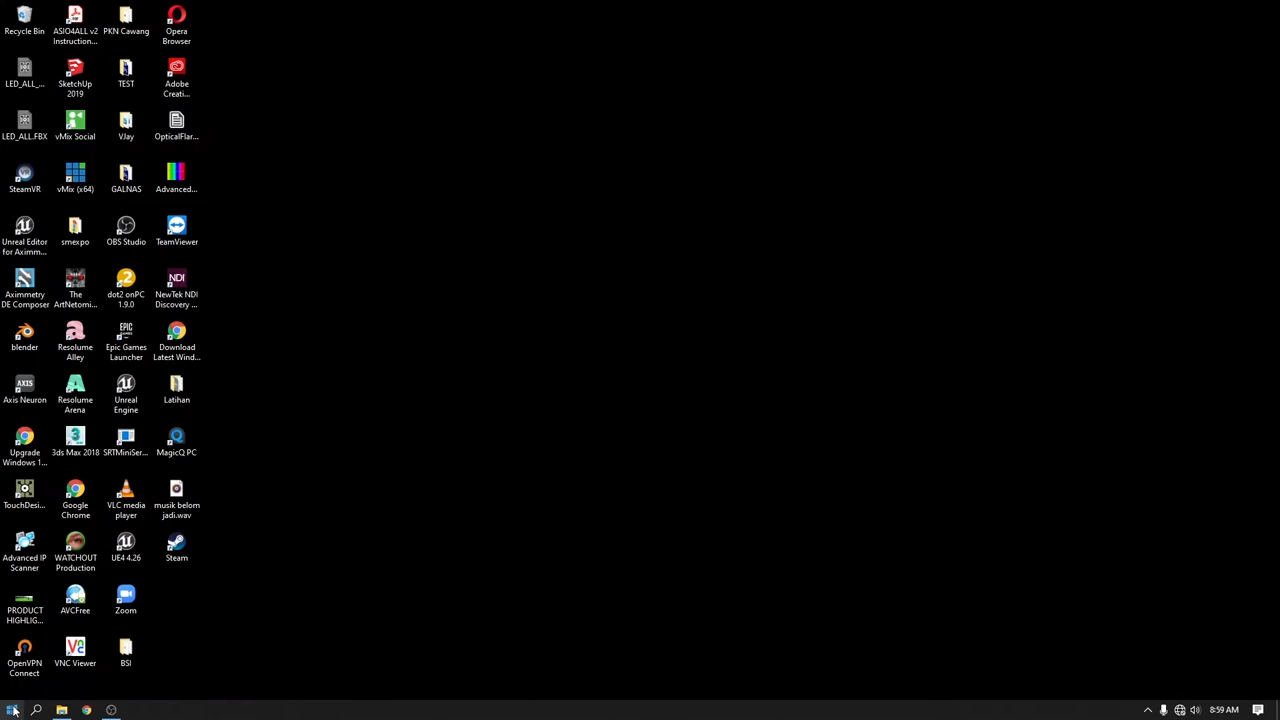 Recycle Bin
ASIO4ALL v2
Instruction...
PKN Cawang
Opera
Browser
LED_ALL_...
SketchUp
2019
TEST
Adobe
Creati...
LED_ALL.FBX
vMix Social
VJay
OpticalFlar...
SteamVR
vMix (x64)
GALNAS
Advanced...
Unreal Editor
for Aximm...
smexpo
OBS Studio
TeamViewer
Aximmetry
DE Composer
The
ArtNetomi...
dot2 onPC
1.9.0
NDI
NewTek NDI
Discovery ...
blender
Resolume
Alley
EPIC
GAMES
Epic Games
Launcher
Download
Latest Wind...
AXIS
Axis Neuron
Resolume
Arena
Unreal
Engine
Latihan
Upgrade
Windows 1...
3ds Max 2018
SRTMiniSer...
MagicQ PC
TouchDesi...
Google
Chrome
VLC media
player
musik belom
jadi.wav
Advanced IP
Scanner
WATCHOUT
Production
UE4 4.26
Steam
PRODUCT
HIGHLIG...
AVCFree
Zoom
OpenVPN
Connect
VNC Viewer
BSI
8:59 AM